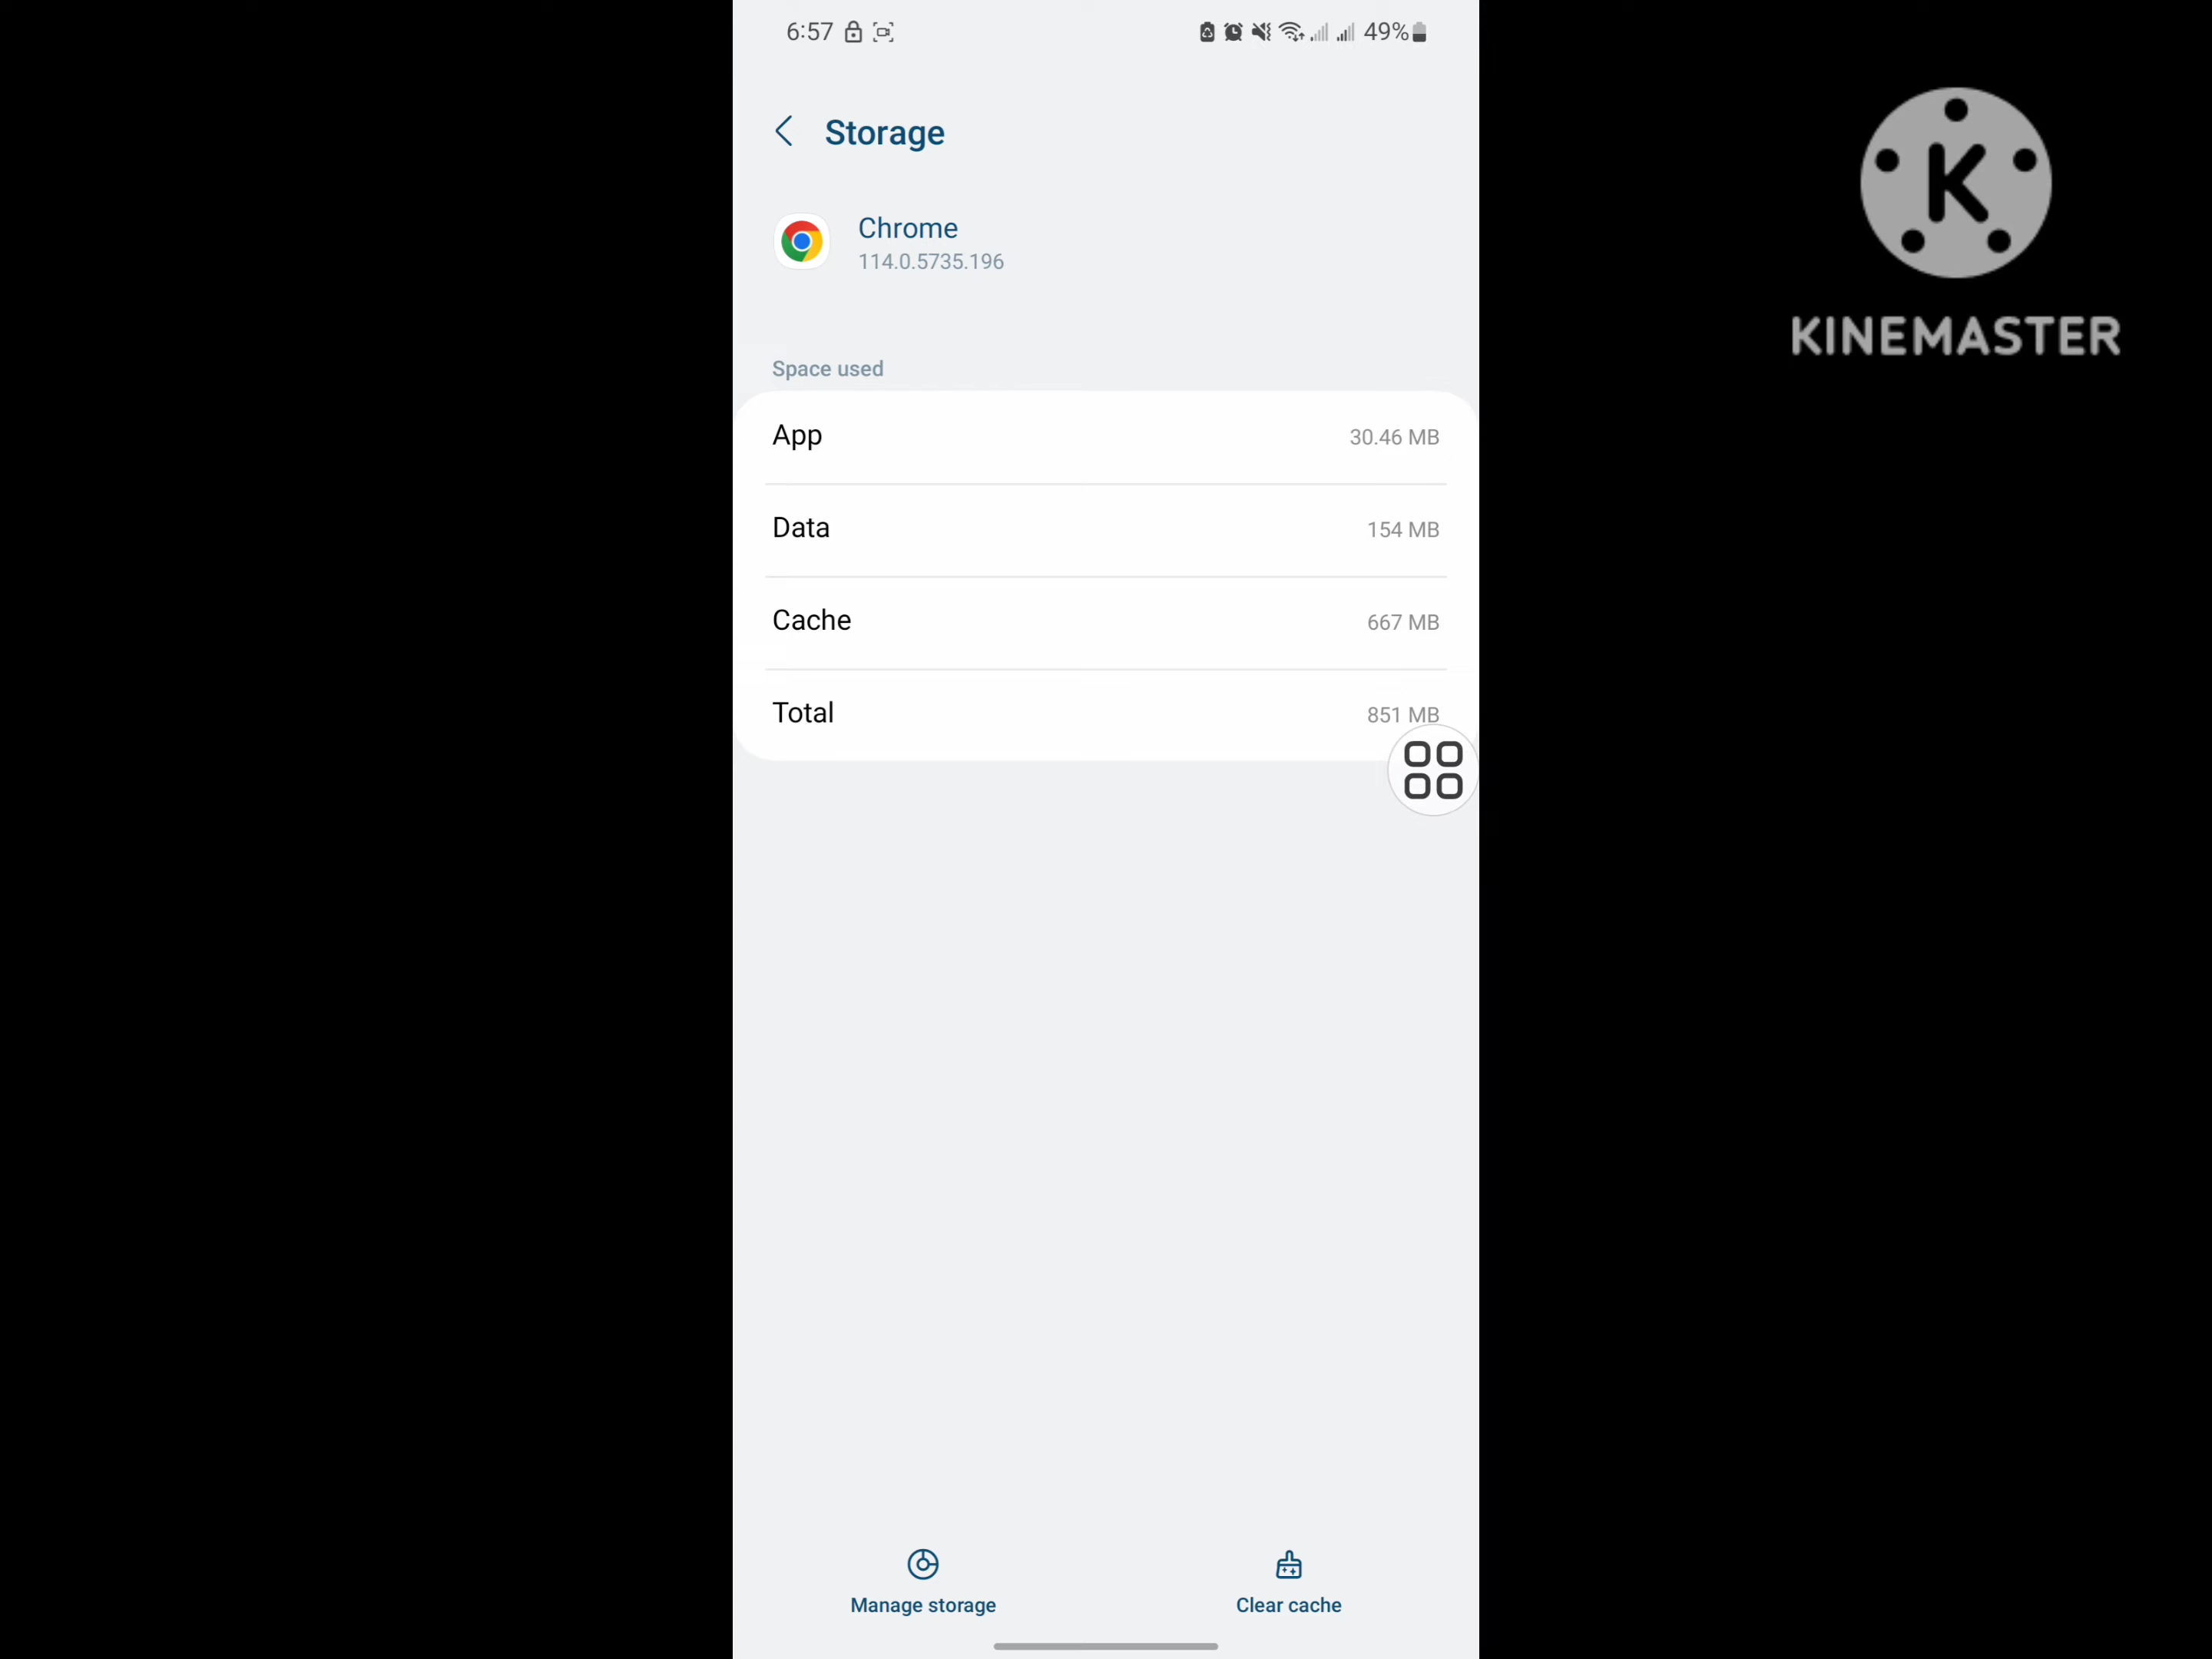 6:57 49%
Storage
Chrome
114.0.5735.196
KINEMASTER
Space used
App 30.46 MB
Data 154 MB
Cache 667 MB
Total 851 MB
Manage storage Clear cache